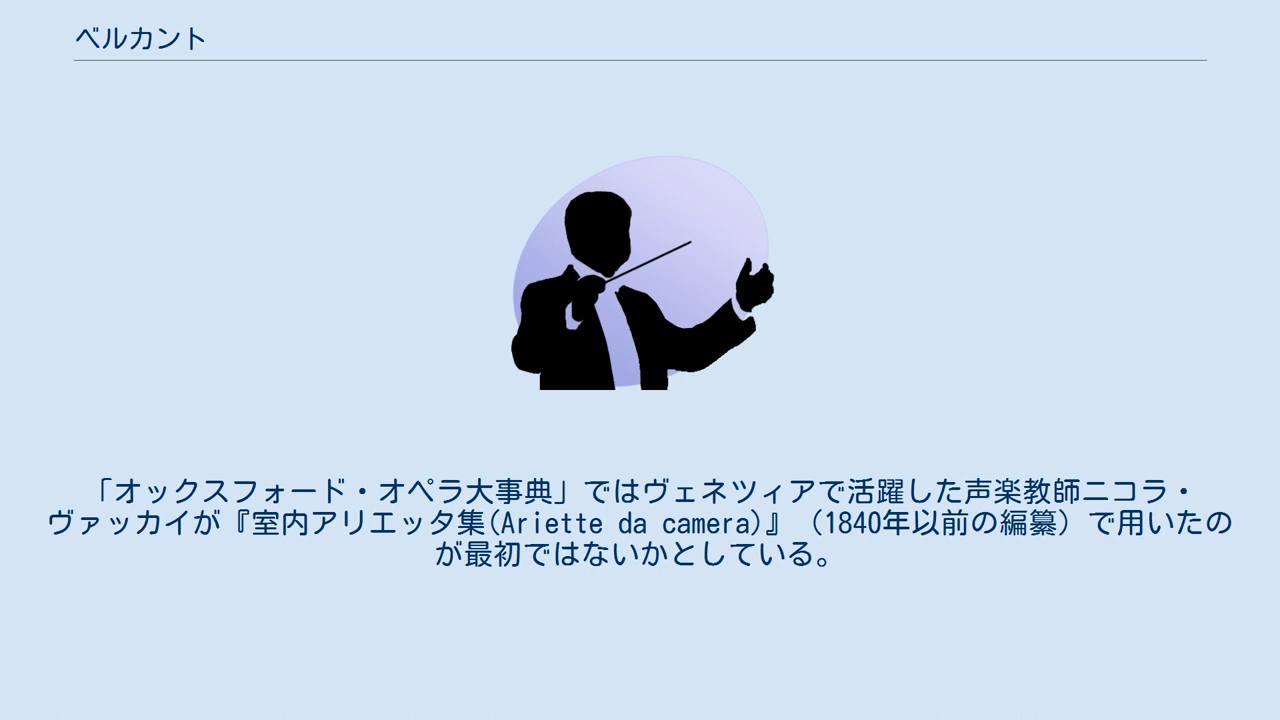 ベルカント
「オックスフォード・オペラ大事典」ではヴェネツィアで活躍した声楽教師ニコラ・
ヴァッカイが『室内アリエッタ集(Ariette da camera)』（1840年以前の編纂）で用いたの
が最初ではないかとしている。